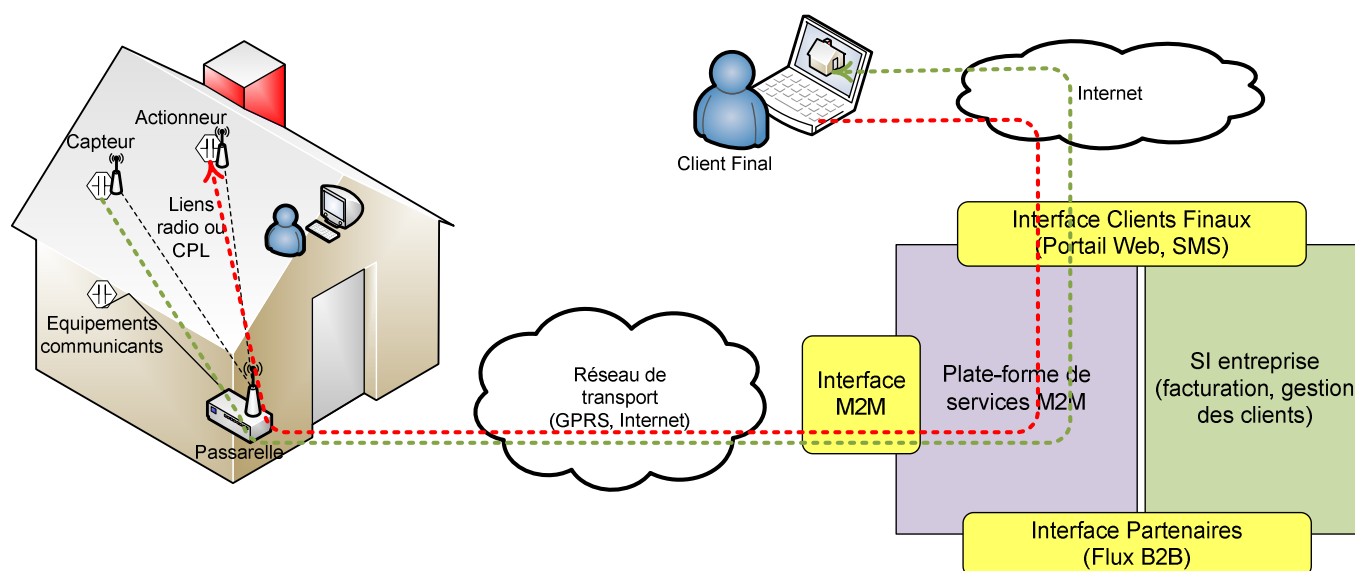 Actionneur
Capteur
Liens
radio ou
CPL
Equipements
communicants
Passarelle
Réseau de
transport
(GPRS, Internet)
Client Final
Internet
Interface Clients Finaux
(Portail Web, SMS)
Interface
M2M
Plate-forme de
services M2M
SI entreprise
(facturation, gestion
des clients)
Interface Partenaires
(Flux B2B)